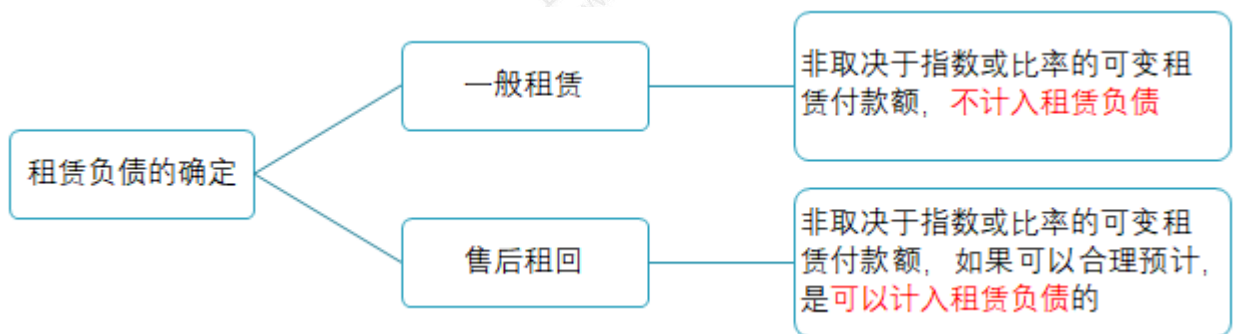 一般租赁
非取决于指数或比率的可变租
赁付款额，不计入租赁负债
租赁负债的确定
售后租回
非取决于指数或比率的可变租
赁付款额，如果可以合理预计，
是可以计入租赁负债的